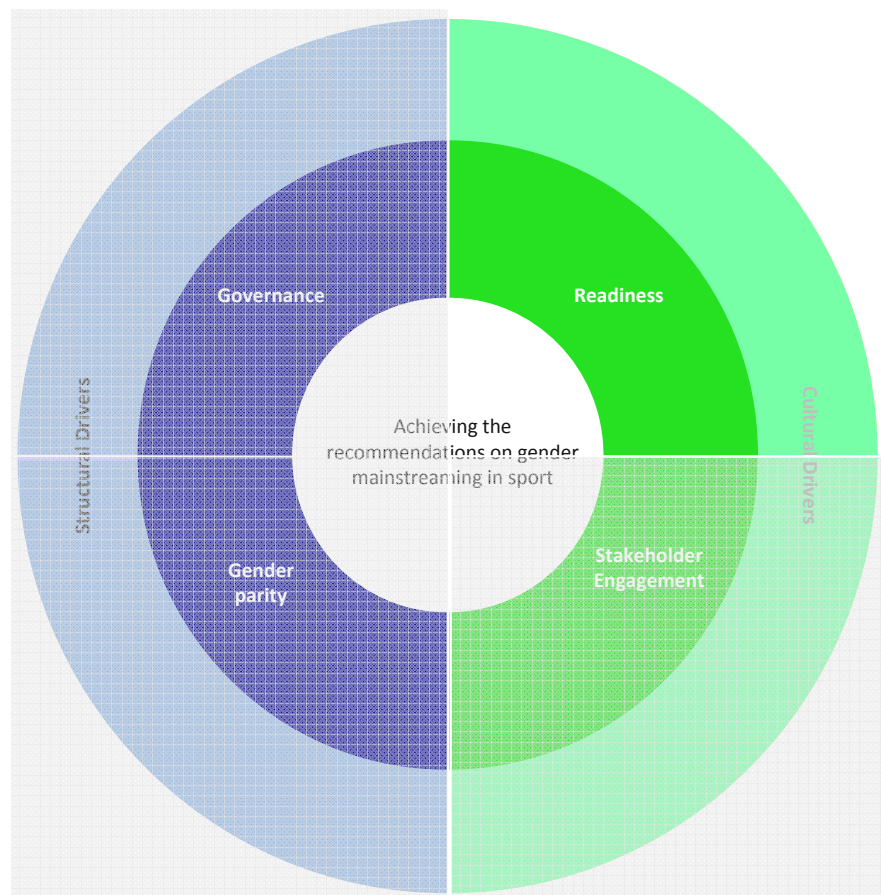 Governance
Readiness
Structural Drivers
Achieving the
recommendations on gender
mainstreaming in sport
Cultural Drivers
Gender
parity
Stakeholder
Engagement